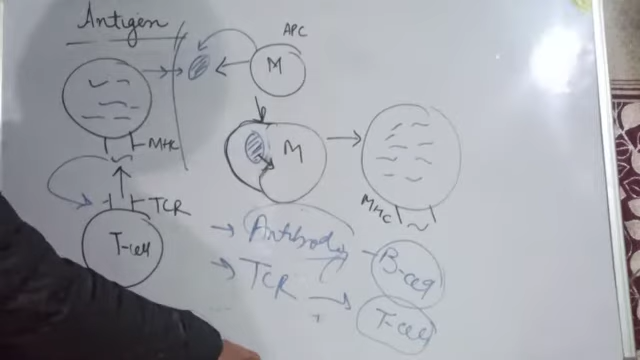 Antigen
APC
M
MHC
M
TCR
T-cell
MHC
→ Antibody - B-cell
→ TCR → T-cell